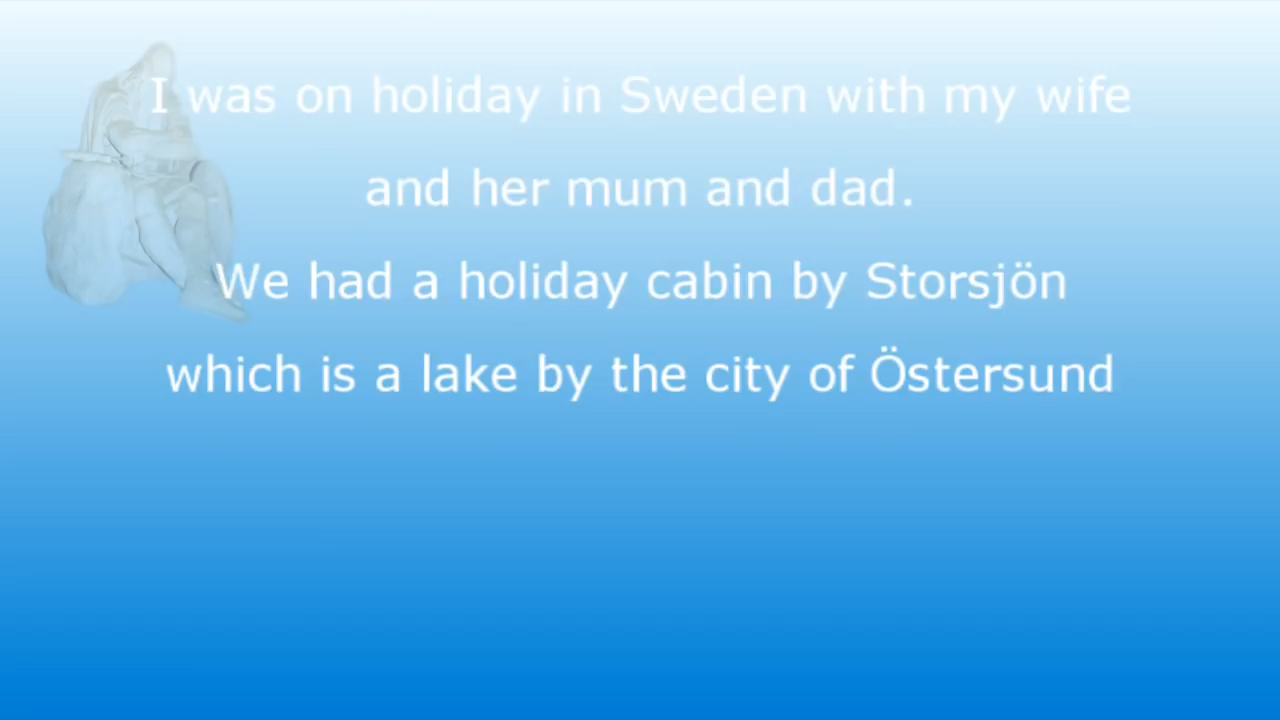 I was on holiday in Sweden with my wife
and her mum and dad.
We had a holiday cabin by Storsjön
which is a lake by the city of Östersund